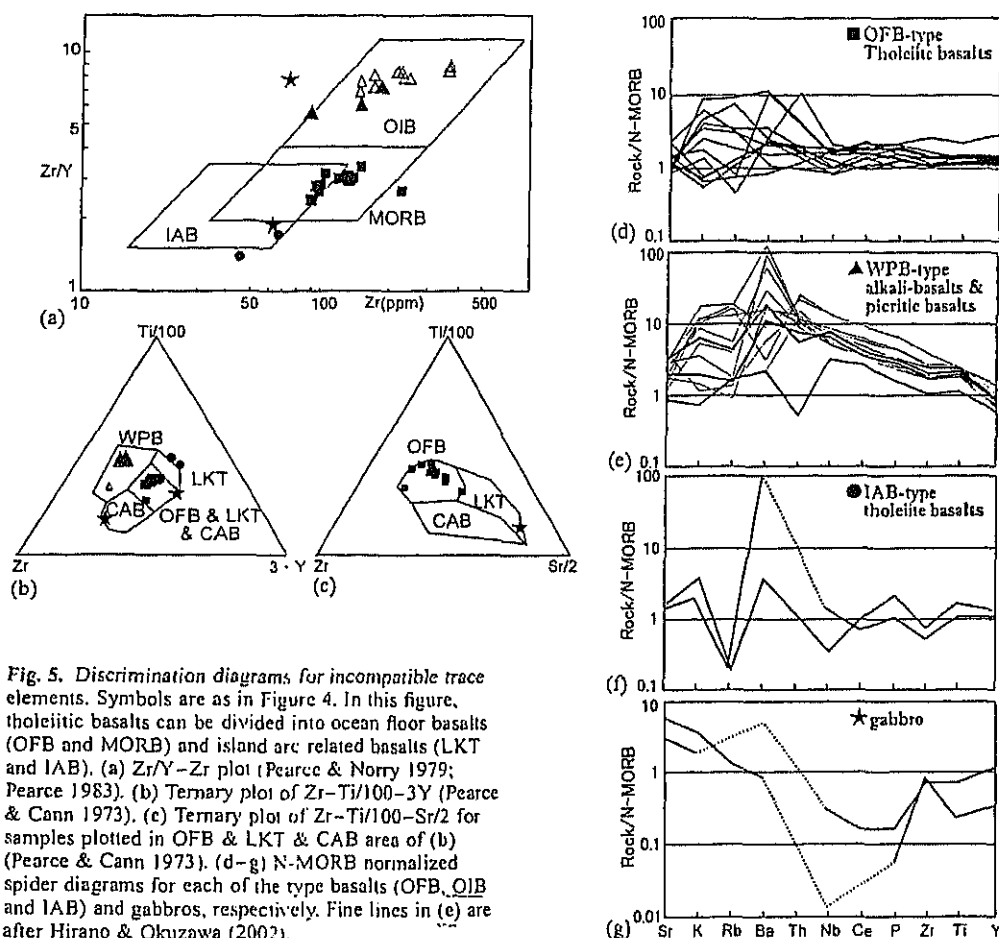 10
5
Zr/Y
1
10
50
100
Zr(ppm)
500
OIB
MORB
IAB
(a)
Ti/100
WPB
CAB
LKT
OFB & LKT
& CAB
Zr
3・Y
(b)
Ti/100
OFB
LKT
CAB
Zr
Sr/2
(c)
Fig. 5. Discrimination diagrams for incompatible trace
elements. Symbols are as in Figure 4. In this figure,
tholeiitic basalts can be divided into ocean floor basalts
(OFB and MORB) and island arc related basalts (LKT
and IAB). (a) Zr/Y–Zr plot (Pearce & Norry 1979;
Pearce 1983). (b) Ternary plot of Zr–Ti/100–3Y (Pearce
& Cann 1973). (c) Ternary plot of Zr–Ti/100–Sr/2 for
samples plotted in OFB & LKT & CAB area of (b)
(Pearce & Cann 1973). (d–g) N-MORB normalized
spider diagrams for each of the type basalts (OFB, OIB
and IAB) and gabbros, respectively. Fine lines in (e) are
after Hirano & Okuzawa (2002).
100
10
1
0.1
Rock/N-MORB
OFB-type
Tholeiite basalts
(d)
100
10
1
0.1
Rock/N-MORB
WPB-type
alkali-basalts &
picritic basalts
(e)
100
10
1
0.1
Rock/N-MORB
IAB-type
tholeiite basalts
(f)
10
1
0.1
0.01
Rock/N-MORB
gabbro
(g)
Sr K Rb Ba Th Nb Ce P Zr Ti Y